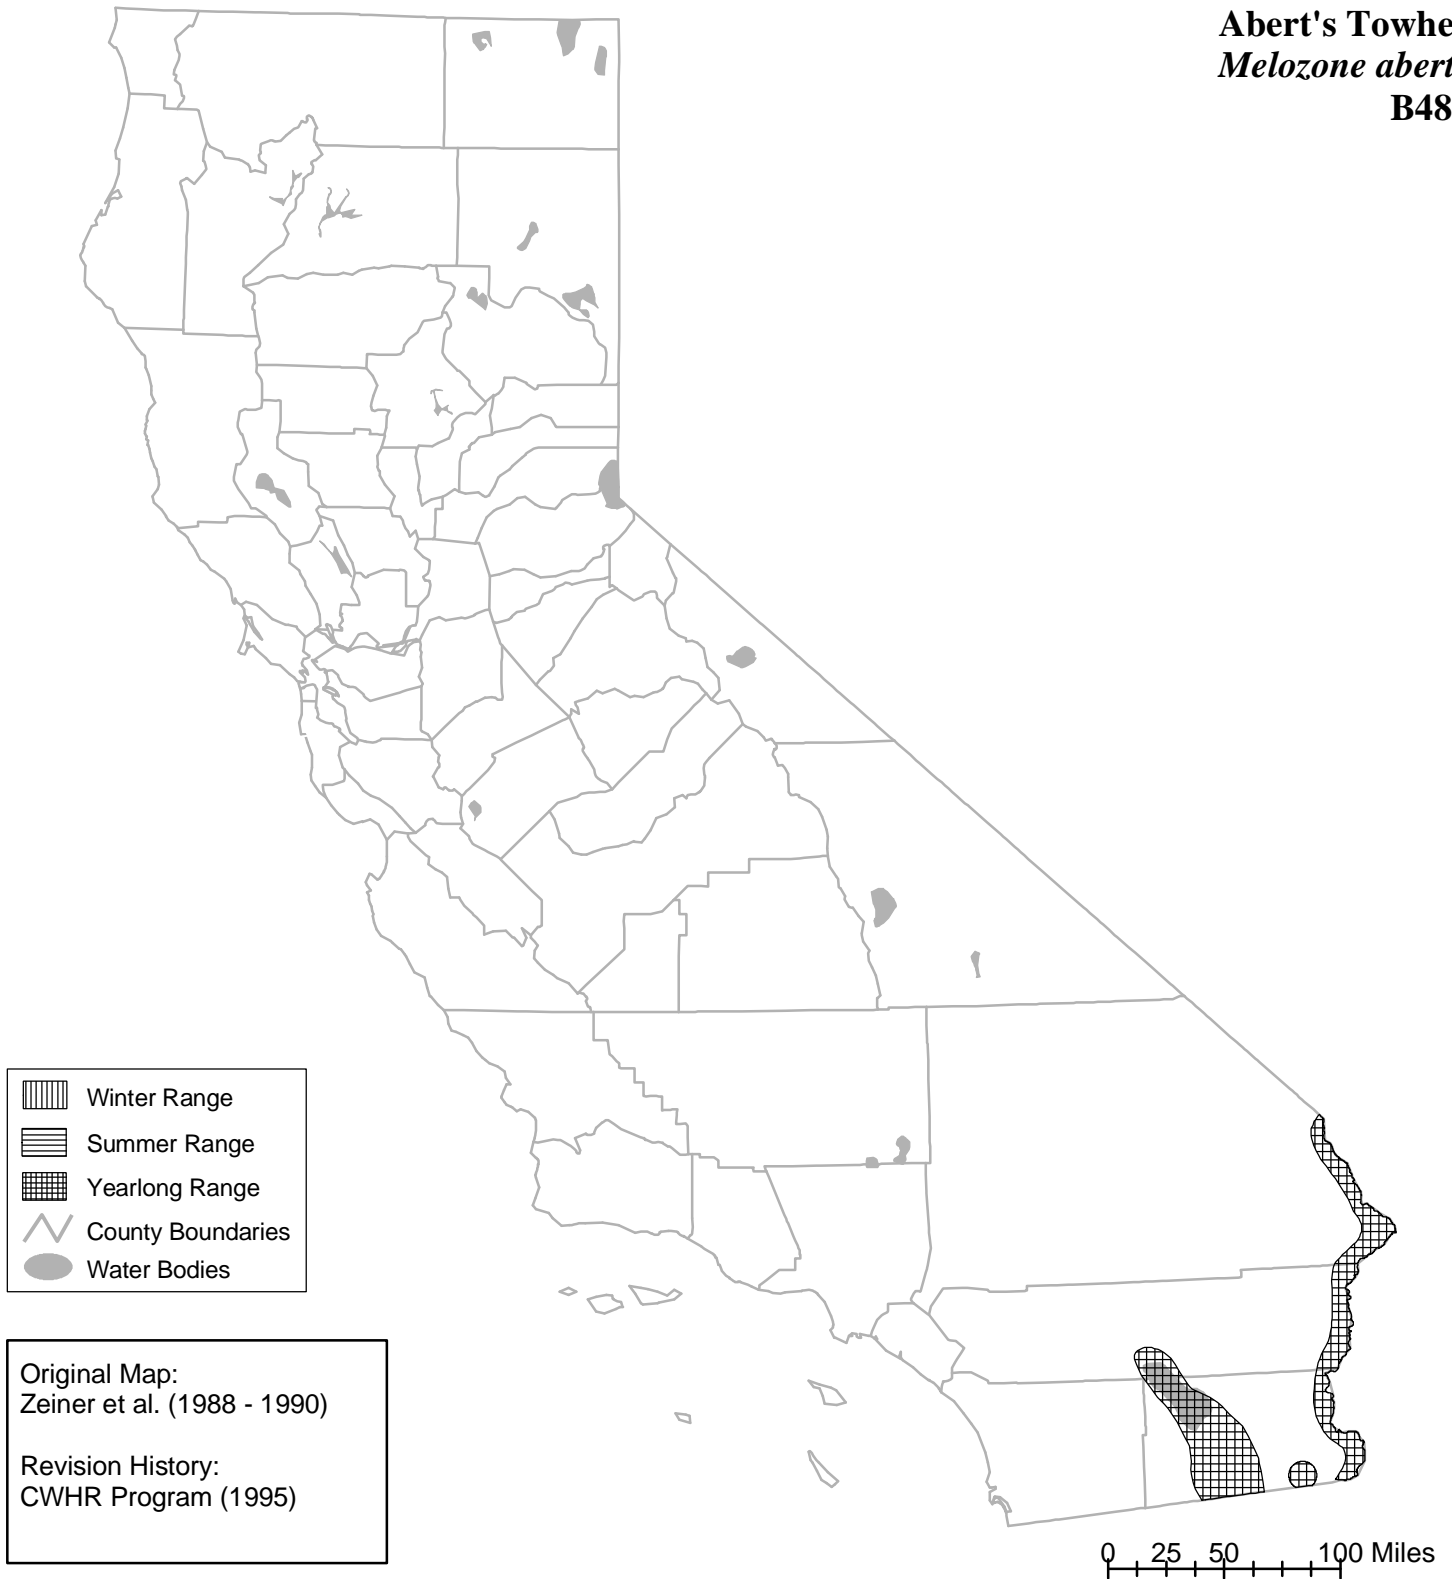 Abert's Towhe
Melozone abert
B48
Winter Range
Summer Range
Yearlong Range
County Boundaries
Water Bodies
Original Map:
Zeiner et al. (1988 - 1990)
Revision History:
CWHR Program (1995)
0 25 50 100 Miles